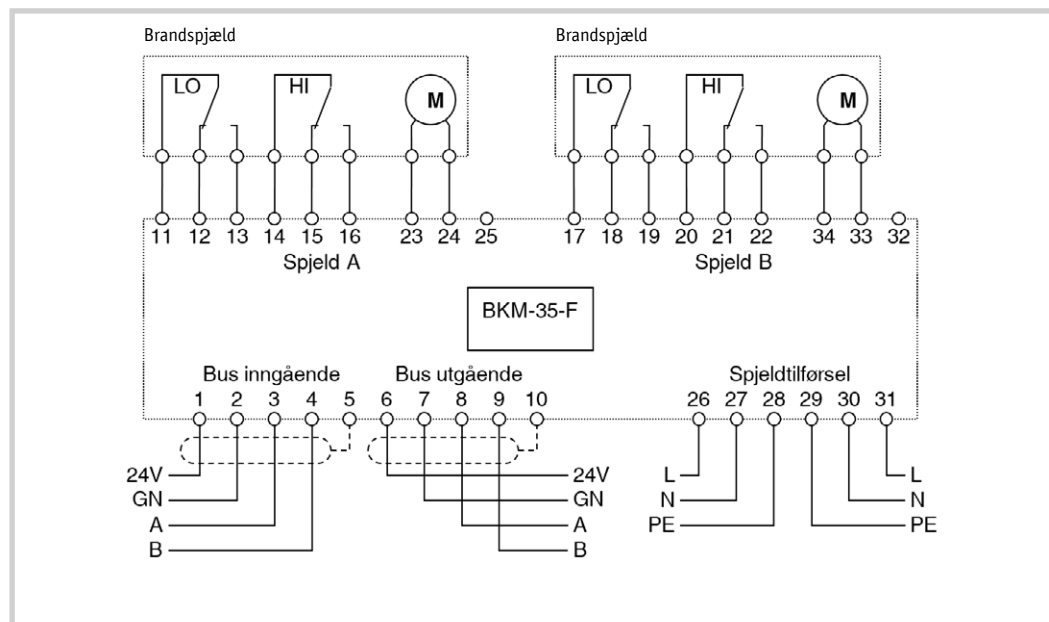 Brandspjæld Brandspjæld
LO HI M LO HI M
11 12 13 14 15 16 23 24 25 17 18 19 20 21 22 34 33 32
Spjeld A Spjeld B
BKM-35-F
Bus inngående Bus utgående Spjeldtilførsel
1 2 3 4 5 6 7 8 9 10 26 27 28 29 30 31
24V 24V L L
GN GN N N
A A PE PE
B B